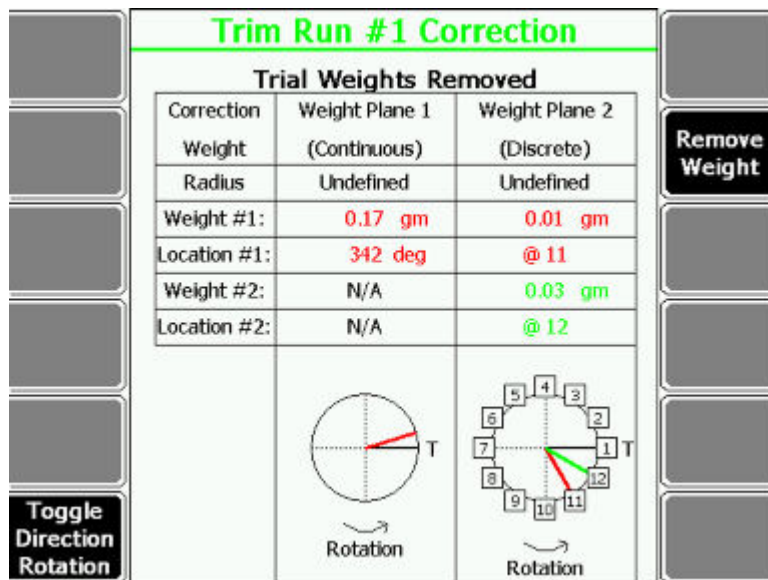 Trim Run #1 Correction
Trial Weights Removed
Correction Weight Weight Plane 1 (Continuous) Weight Plane 2 (Discrete)
Radius Undefined Undefined
Weight #1: 0.17 gm 0.01 gm
Location #1: 342 deg @ 11
Weight #2: N/A 0.03 gm
Location #2: N/A @ 12
T
Rotation
5 4 3
6 2
7 1 T
8 12
9 10 11
Rotation
Remove
Weight
Toggle
Direction
Rotation